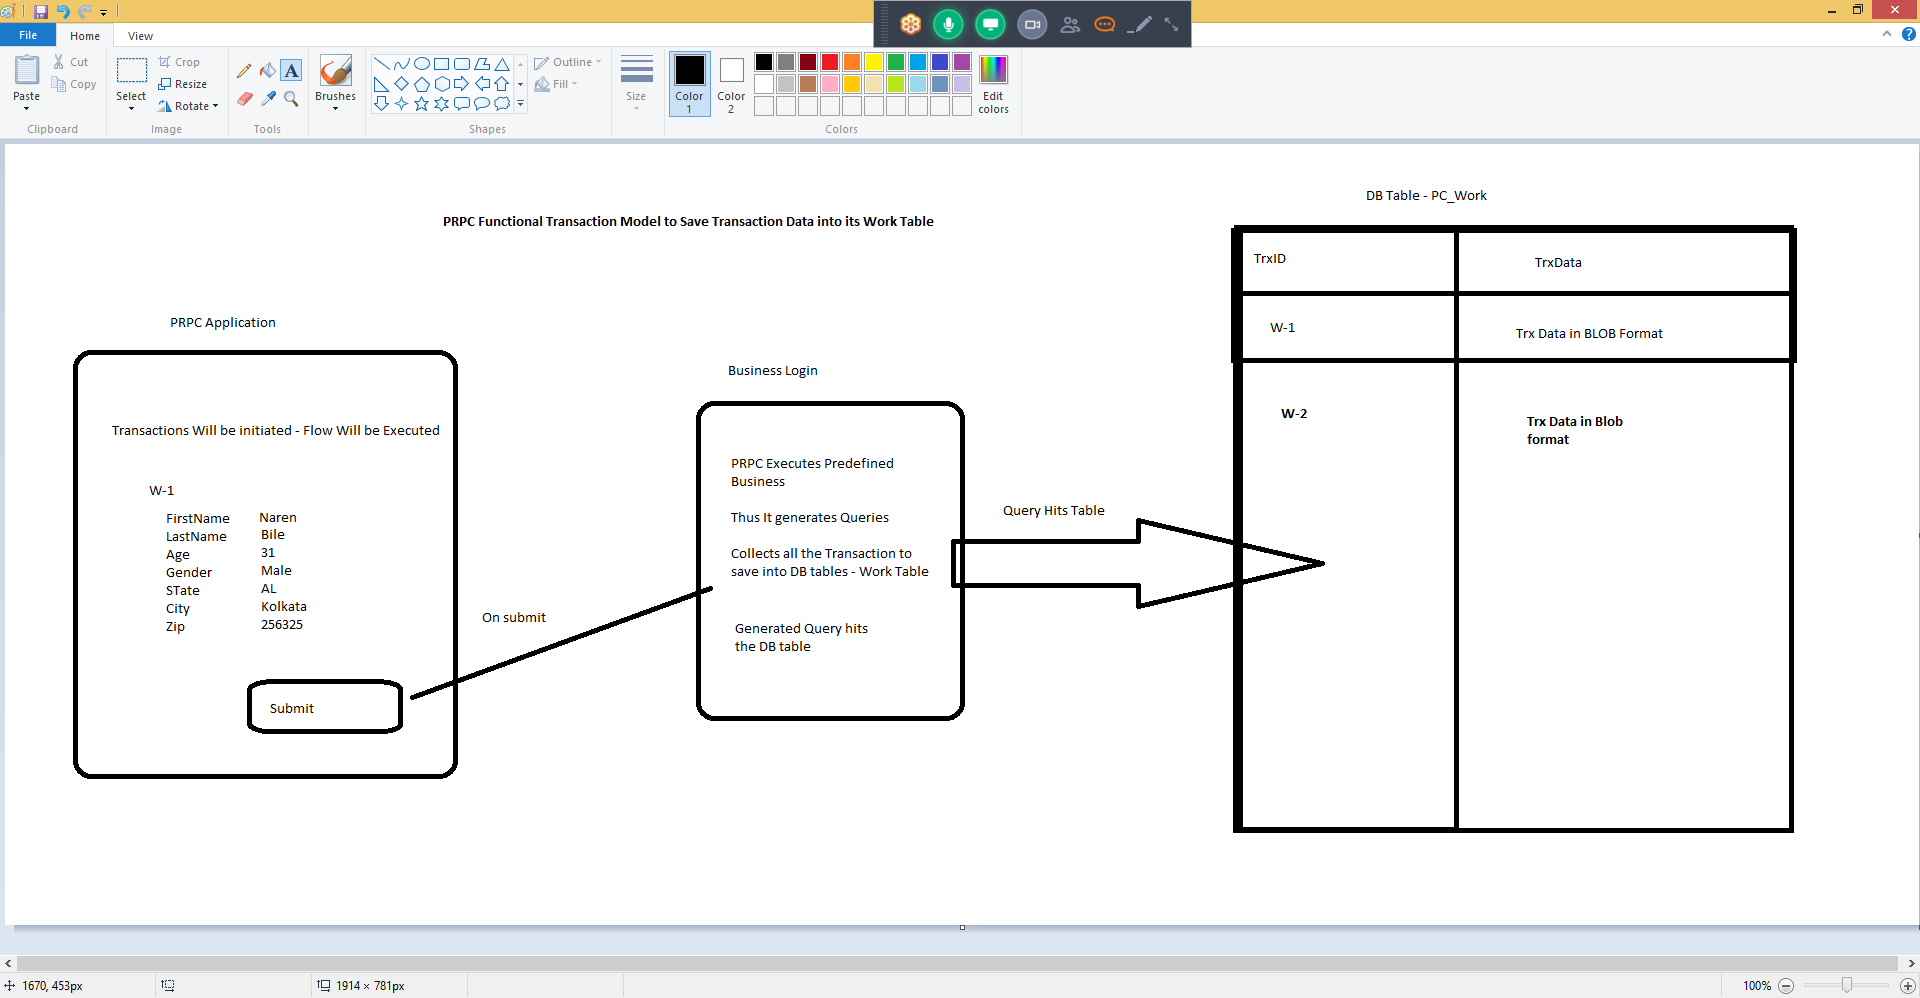 File
Home
View
Paste
Cut
Copy
Clipboard
Select
Crop
Resize
Rotate
Image
A
Tools
Brushes
Shapes
Outline
Fill
Size
Color
1
Color
2
Edit
colors
Colors
DB Table - PC_Work
PRPC Functional Transaction Model to Save Transaction Data into its Work Table
TrxID
TrxData
PRPC Application
W-1
Trx Data in BLOB Format
Business Login
W-2
Trx Data in Blob
format
Transactions Will be initiated - Flow Will be Executed
PRPC Executes Predefined
Business
W-1
FirstName Naren
LastName Bile
Age 31
Gender Male
STate AL
City Kolkata
Zip 256325
Thus It generates Queries
Query Hits Table
Collects all the Transaction to
save into DB tables - Work Table
On submit
Generated Query hits
the DB table
Submit
1670, 453px
1914 × 781px
100%